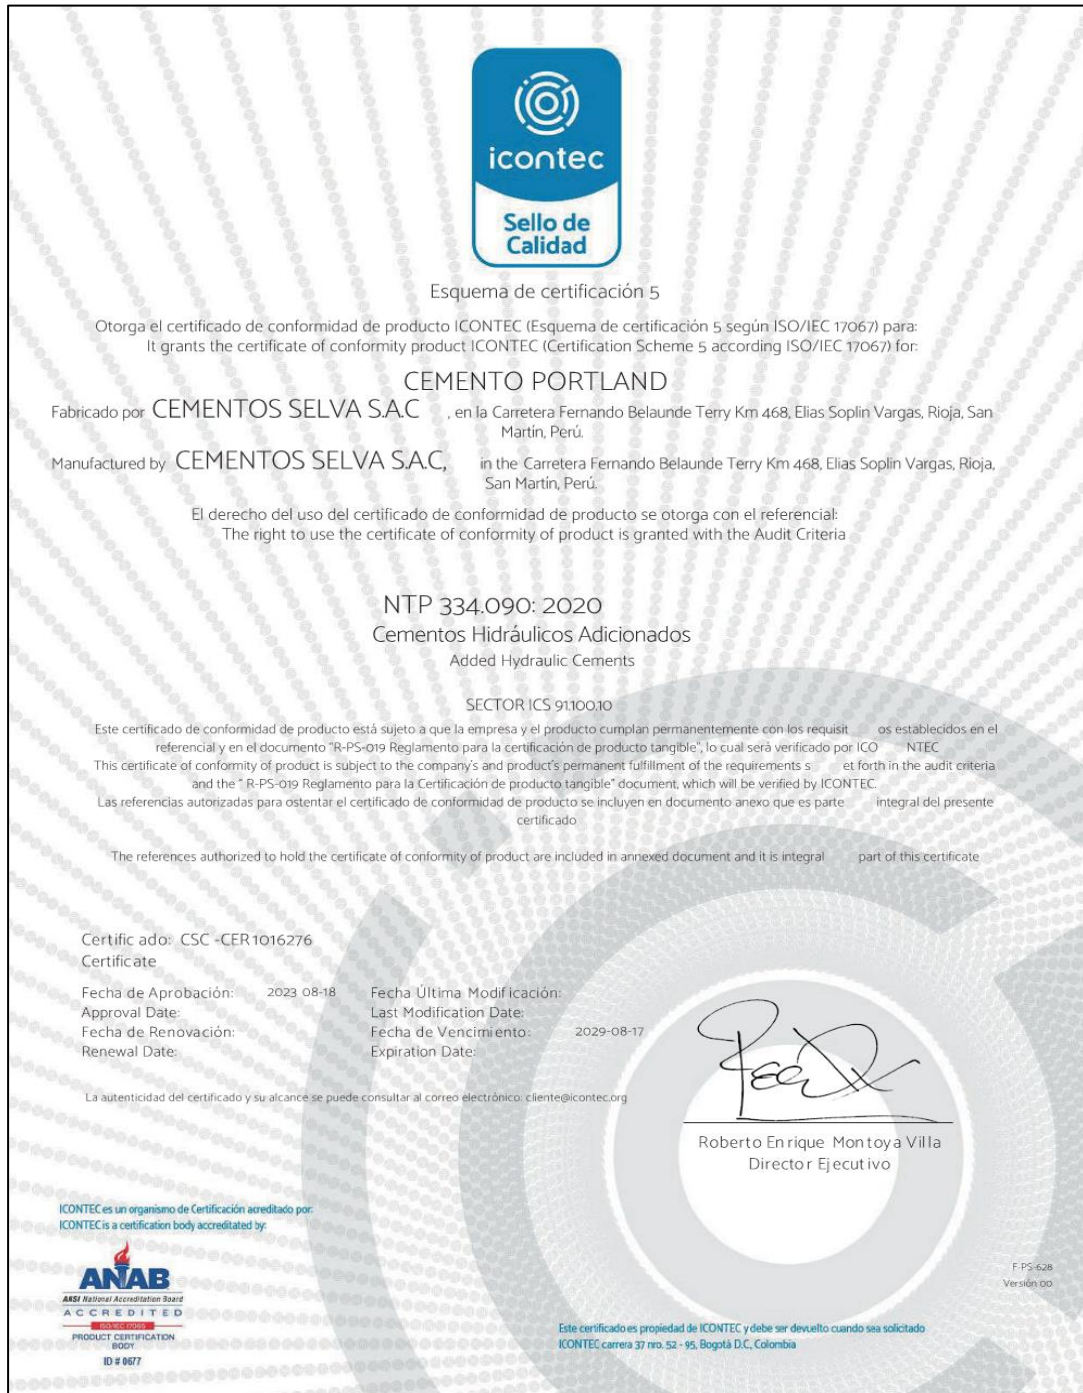 icontec
Sello de
Calidad
Esquema de certificación 5
Otorga el certificado de conformidad de producto ICONTEC (Esquema de certificación 5 según ISO/IEC 17067) para:
It grants the certificate of conformity product ICONTEC (Certification Scheme 5 according ISO/IEC 17067) for:
CEMENTO PORTLAND
Fabricado por CEMENTOS SELVA S.A.C , en la Carretera Fernando Belaunde Terry Km 468, Elias Soplin Vargas, Rioja, San
Martin, Perú.
Manufactured by CEMENTOS SELVA S.A.C, in the Carretera Fernando Belaunde Terry Km 468, Elias Soplin Vargas, Rioja,
San Martin, Perú.
El derecho del uso del certificado de conformidad de producto se otorga con el referencial:
The right to use the certificate of conformity of product is granted with the Audit Criteria
NTP 334.090: 2020
Cementos Hidráulicos Adicionados
Added Hydraulic Cements
SECTOR ICS 91.100.10
Este certificado de conformidad de producto está sujeto a que la empresa y el producto cumplan permanentemente con los requisit os establecidos en el
referencial y en el documento "R-PS-019 Reglamento para la certificación de producto tangible", lo cual será verificado por ICO NTEC
This certificate of conformity of product is subject to the company's and product's permanent fulfillment of the requirements s et forth in the audit criteria
and the " R-PS-019 Reglamento para la Certificación de producto tangible" document, which will be verified by ICONTEC.
Las referencias autorizadas para ostentar el certificado de conformidad de producto se incluyen en documento anexo que es parte integral del presente
certificado
The references authorized to hold the certificate of conformity of product are included in annexed document and it is integral part of this certificate
Certific ado: CSC -CER1016276
Certificate
Fecha de Aprobación: 2023 08-18 Fecha Última Modificación:
Approval Date: Last Modification Date:
Fecha de Renovación: Fecha de Vencimiento: 2029-08-17
Renewal Date: Expiration Date:
La autenticidad del certificado y su alcance se puede consultar al correo electrónico: cliente@icontec.org
Roberto Enrique Montoya Villa
Director Ejecutivo
ICONTEC es un organismo de Certificación acreditado por:
ICONTEC is a certification body accreditated by:
ANAB
ANSI National Accreditation Board
ACCREDITED
ISO/IEC 17065
PRODUCT CERTIFICATION
BODY
ID # 0677
F-PS-628
Versión 00
Este certificado es propiedad de ICONTEC y debe ser devuelto cuando sea solicitado
ICONTEC carrera 37 nro. 52 - 95, Bogotá D.C., Colombia